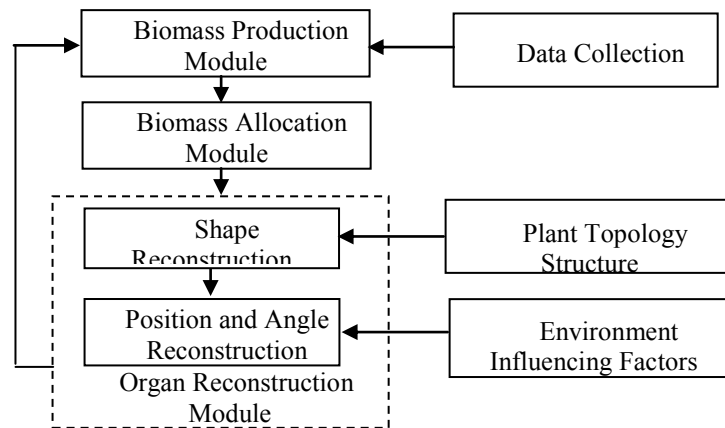 Biomass Production
Module
Data Collection
Biomass Allocation
Module
Shape
Reconstruction
Plant Topology
Structure
Position and Angle
Reconstruction
Environment
Influencing Factors
Organ Reconstruction
Module